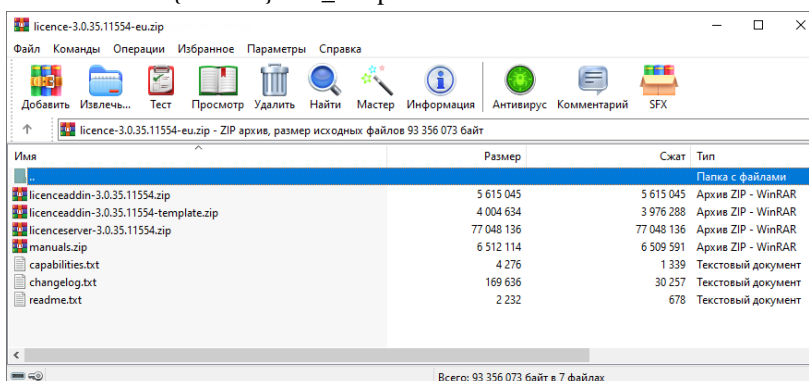 licence-3.0.35.11554-eu.zip
Файл Команды Операции Избранное Параметры Справка
Добавить Извлечь... Тест Просмотр Удалить Найти Мастер Информация Антивирус Комментарий SFX
licence-3.0.35.11554-eu.zip - ZIP архив, размер исходных файлов 93 356 073 байт
Имя Размер Сжат Тип
.. Папка с файлами
licenceaddin-3.0.35.11554.zip 5 615 045 5 615 045 Архив ZIP - WinRAR
licenceaddin-3.0.35.11554-template.zip 4 004 634 3 976 288 Архив ZIP - WinRAR
licenceserver-3.0.35.11554.zip 77 048 136 77 048 136 Архив ZIP - WinRAR
manuals.zip 6 512 114 6 509 591 Архив ZIP - WinRAR
capabilities.txt 4 276 1 339 Текстовый документ
changelog.txt 169 636 30 257 Текстовый документ
readme.txt 2 232 678 Текстовый документ
Всего: 93 356 073 байт в 7 файлах